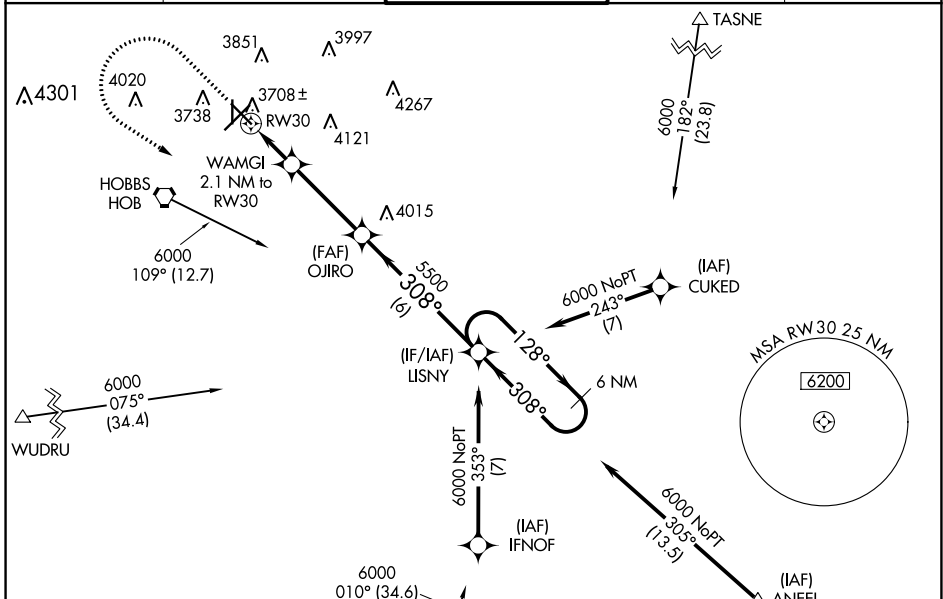 TASNE
3851
3997
4301
4020
3738
3708±
4267
RW30
4121
6000
182°
(23.8)
WAMGI
2.1 NM to
RW30
HOBBS
HOB
4015
6000
109° (12.7)
(FAF)
OJIRO
5500
308°
(6)
(IAF)
CUKED
6000 NoPT
243°
(7)
128°
(IF/IAF)
LISNY
6 NM
308°
MSA RW30 25 NM
6200
6000
075°
(34.4)
WUDRU
6000 NoPT
353°
(7)
6000 NoPT
305°
(13.5)
(IAF)
IFNOF
6000
010° (34.6)
(IAF)